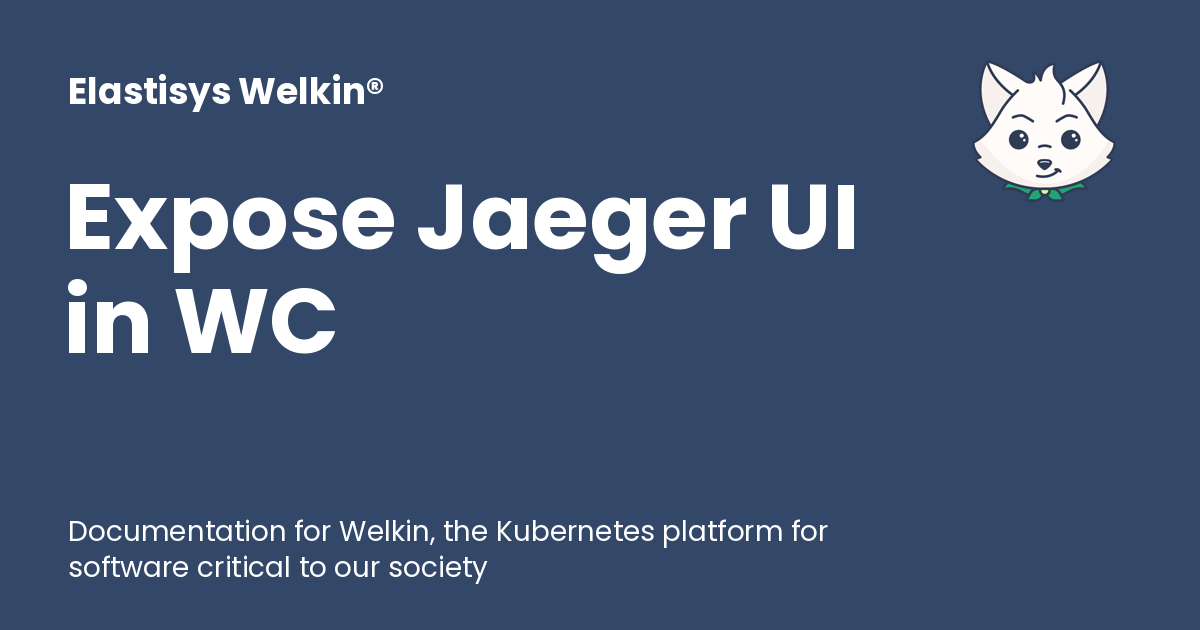 Elastisys Welkin®
Expose Jaeger UI
in WC
Documentation for Welkin, the Kubernetes platform for
software critical to our society